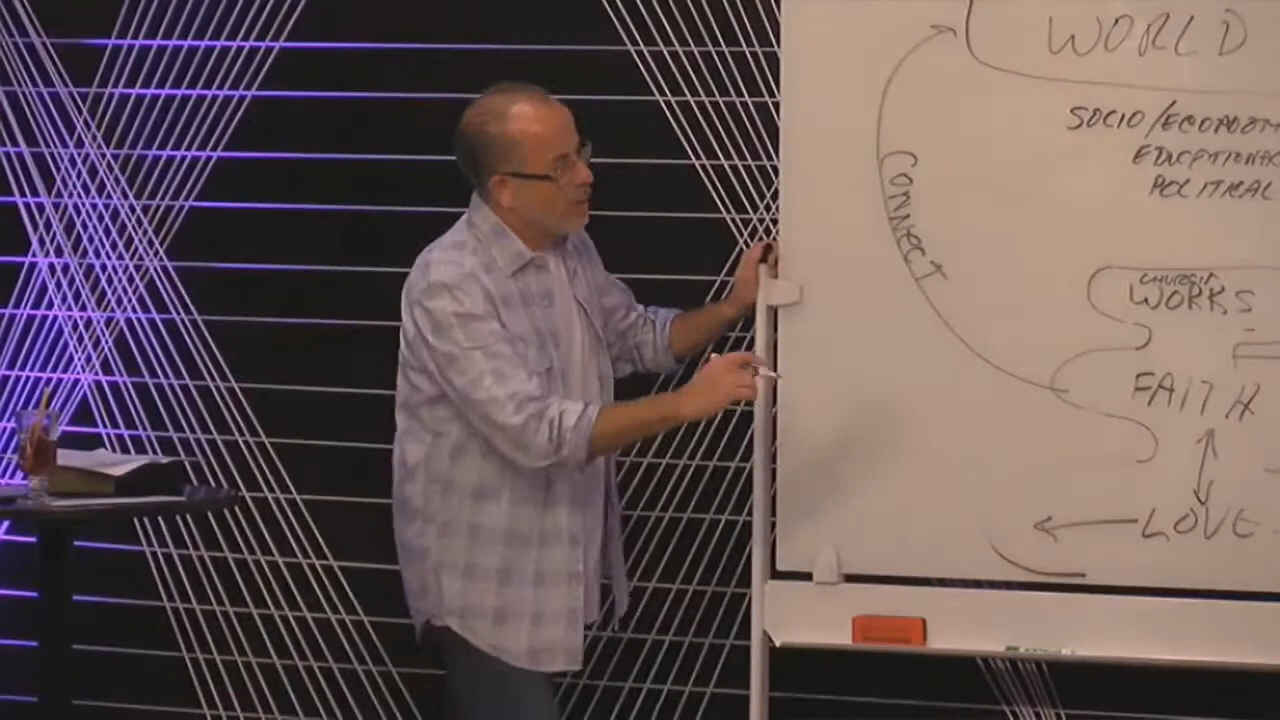 WORLD
SOCIO/ECONOM
EDUCATIONA
POLITICAL
CONNECT
CHURCH
WORKS
FAITH
LOVE